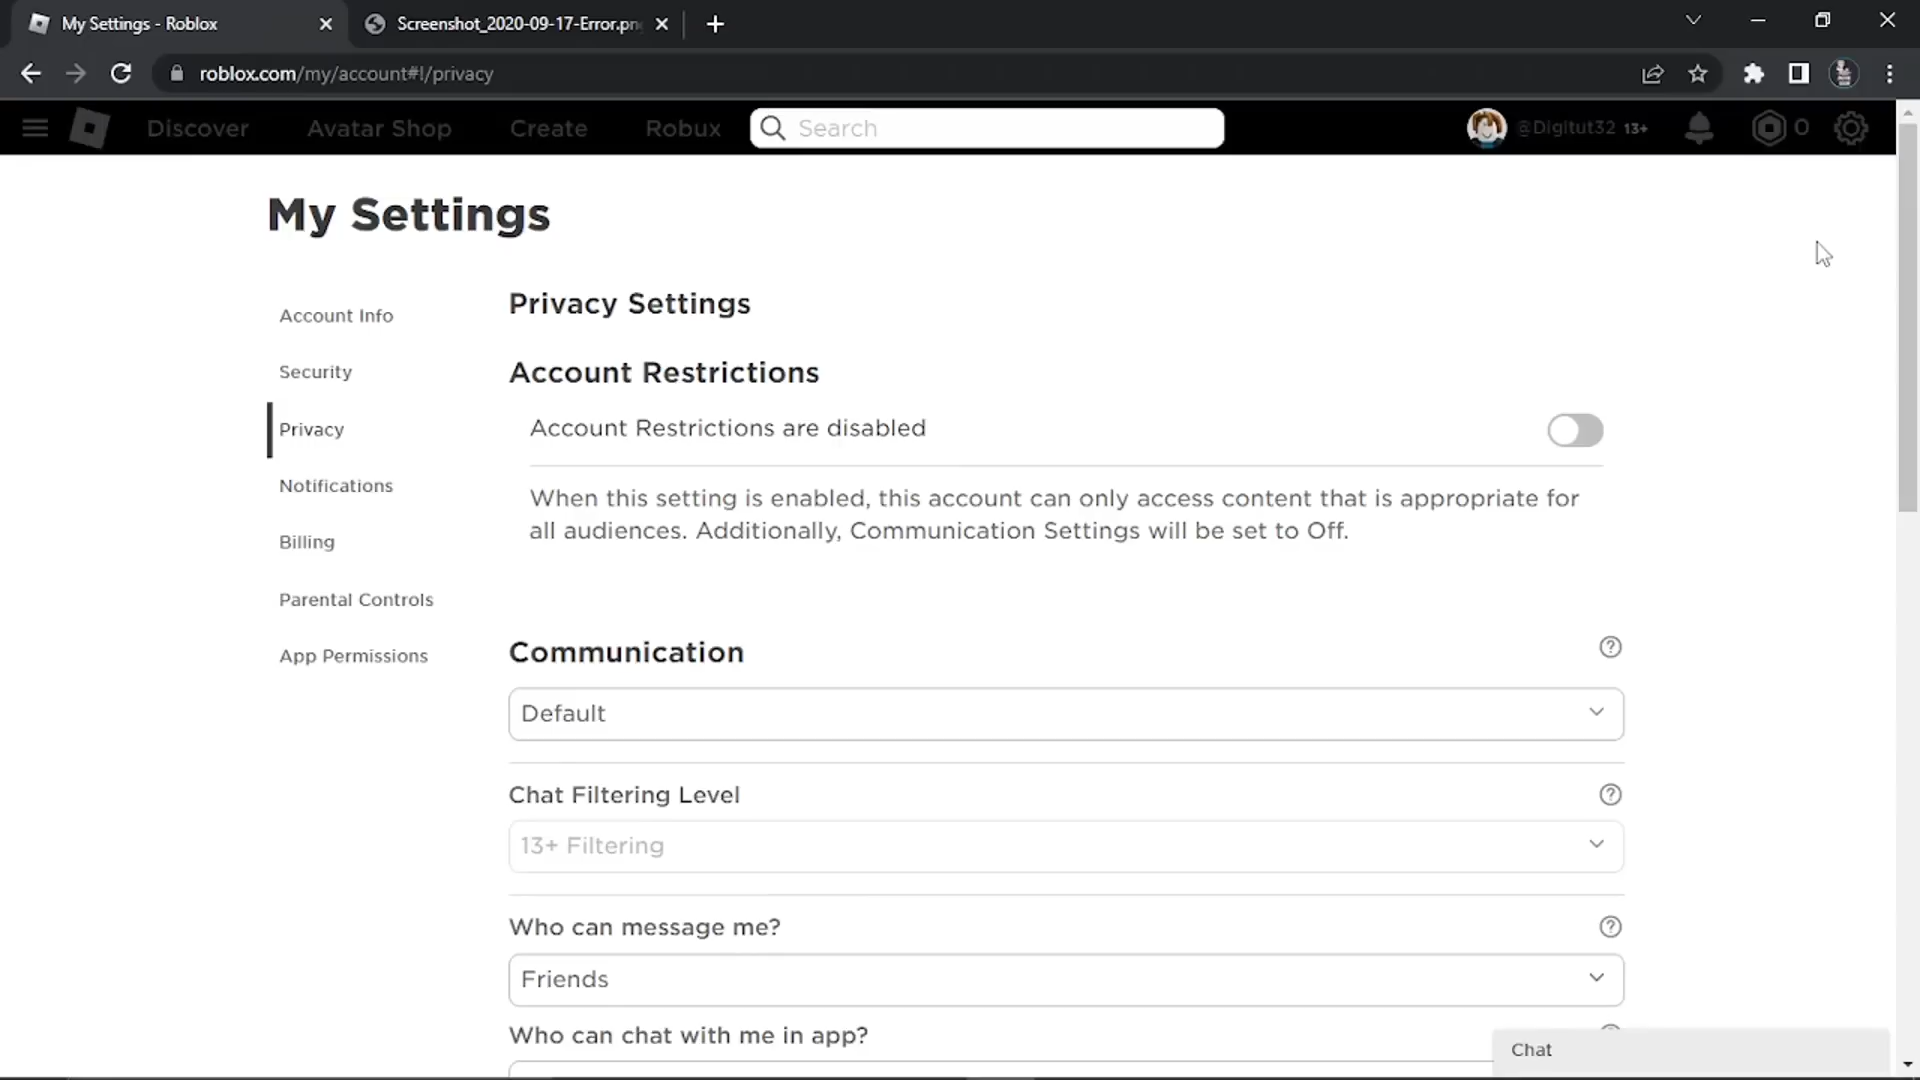 My Settings - Roblox
Screenshot_2020-09-17-Error.pn
roblox.com/my/account#!/privacy
Discover
Avatar Shop
Create
Robux
Search
@Digitut32 13+
0
My Settings
Account Info
Security
Privacy
Notifications
Billing
Parental Controls
App Permissions
Privacy Settings
Account Restrictions
Account Restrictions are disabled
When this setting is enabled, this account can only access content that is appropriate for
all audiences. Additionally, Communication Settings will be set to Off.
Communication
Default
Chat Filtering Level
13+ Filtering
Who can message me?
Friends
Who can chat with me in app?
Chat